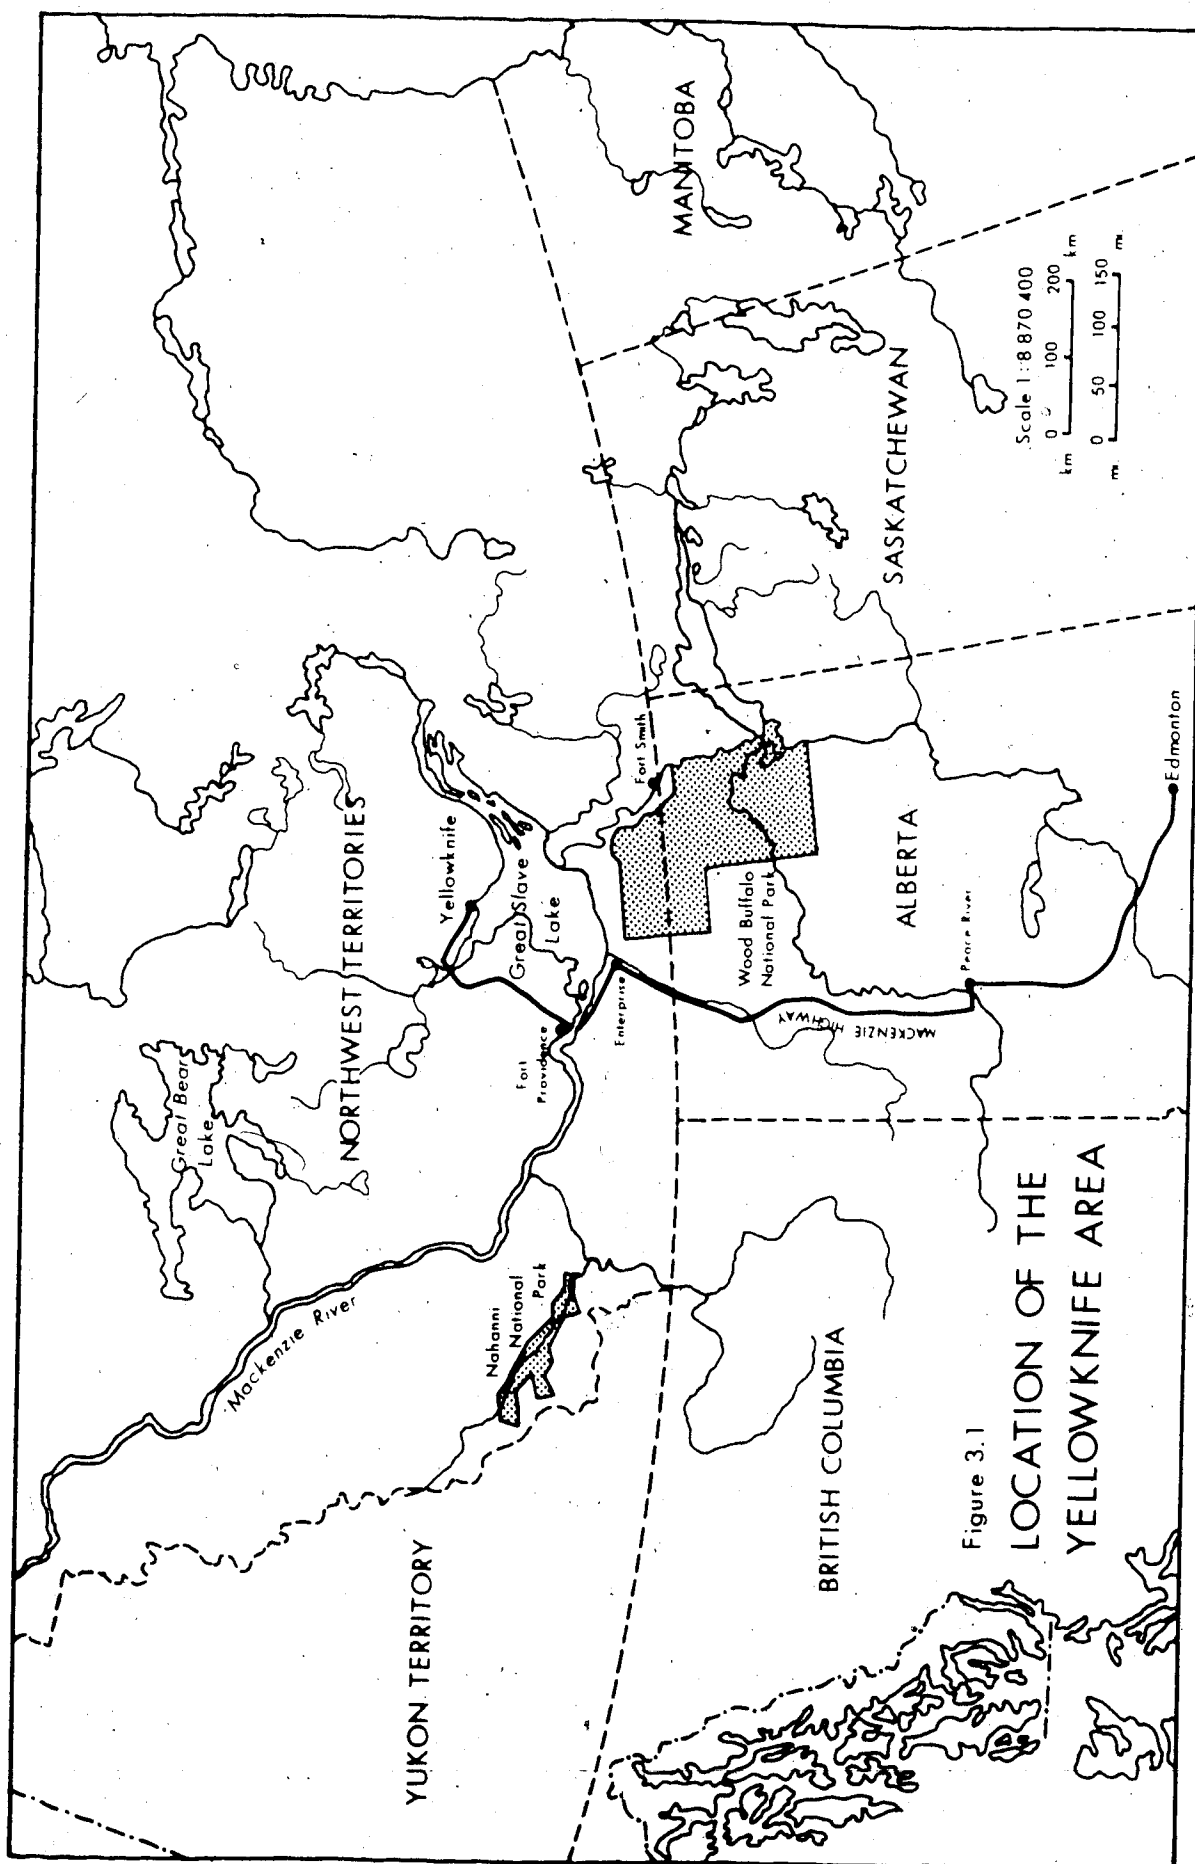 Great Bear
Lake
NORTHWEST TERRITORIES
Mackenzie River
Yellowknife
Great Slave
Lake
Nahanni
National
Park
Fort
Providence
Enterprise
Fort Smith
YUKON TERRITORY
MANITOBA
Wood Buffalo
National Park
MACKENZIE HIGHWAY
BRITISH COLUMBIA
ALBERTA
SASKATCHEWAN
Peace River
Edmonton
Figure 3.1
LOCATION OF THE
YELLOWKNIFE AREA
Scale 1:8 870 400
km 0 100 200 km
mi 0 50 100 150 mi